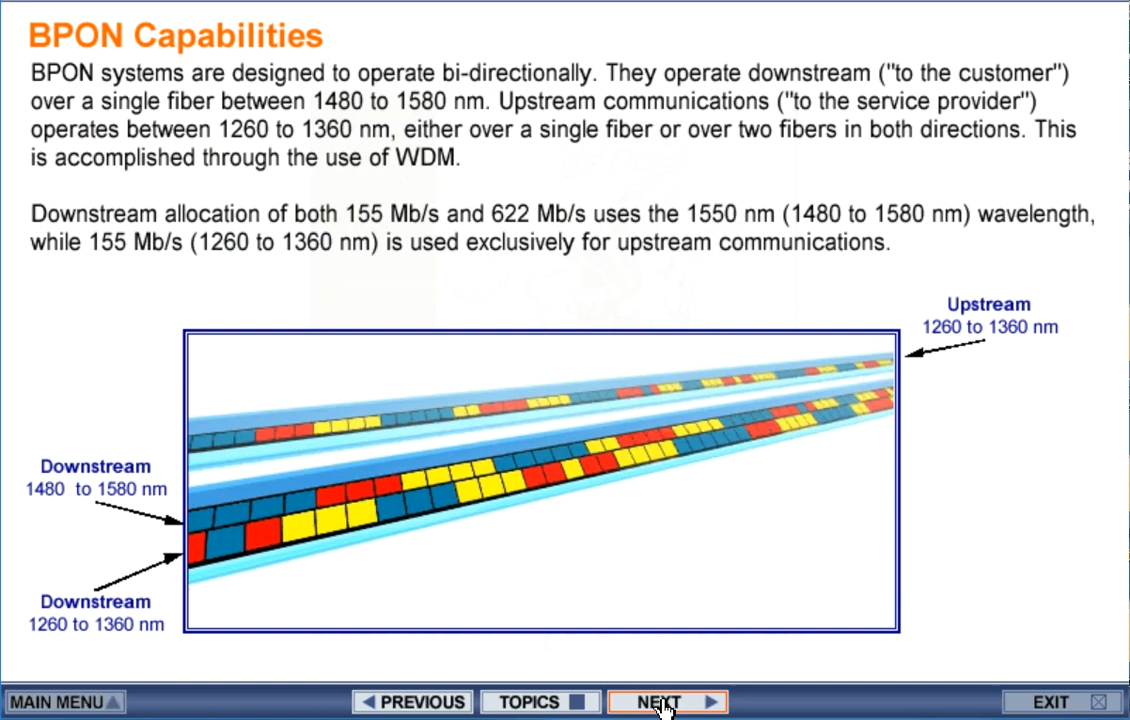 BPON Capabilities
BPON systems are designed to operate bi-directionally. They operate downstream ("to the customer")
over a single fiber between 1480 to 1580 nm. Upstream communications ("to the service provider")
operates between 1260 to 1360 nm, either over a single fiber or over two fibers in both directions. This
is accomplished through the use of WDM.
Downstream allocation of both 155 Mb/s and 622 Mb/s uses the 1550 nm (1480 to 1580 nm) wavelength,
while 155 Mb/s (1260 to 1360 nm) is used exclusively for upstream communications.
Upstream
1260 to 1360 nm
Downstream
1480 to 1580 nm
Downstream
1260 to 1360 nm
MAIN MENU
PREVIOUS
TOPICS
NEXT
EXIT